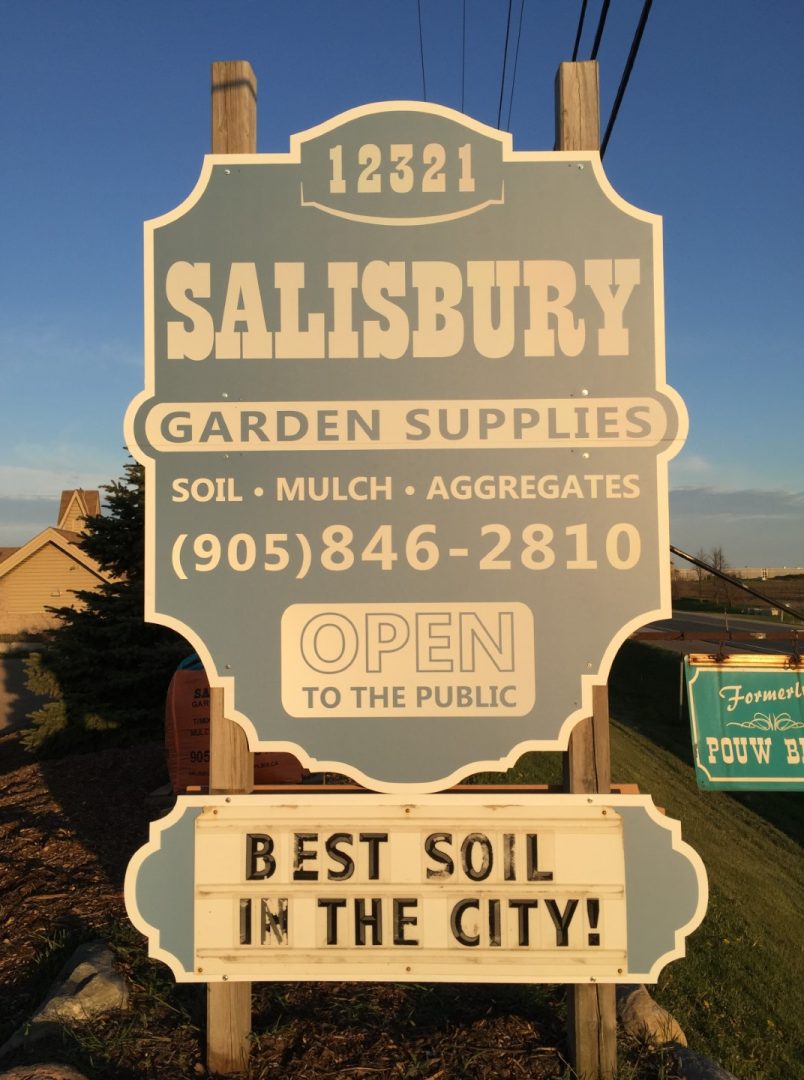 12321
SALISBURY
GARDEN SUPPLIES
SOIL • MULCH • AGGREGATES
(905)846-2810
OPEN
TO THE PUBLIC
BEST SOIL
IN THE CITY!
POUW
905